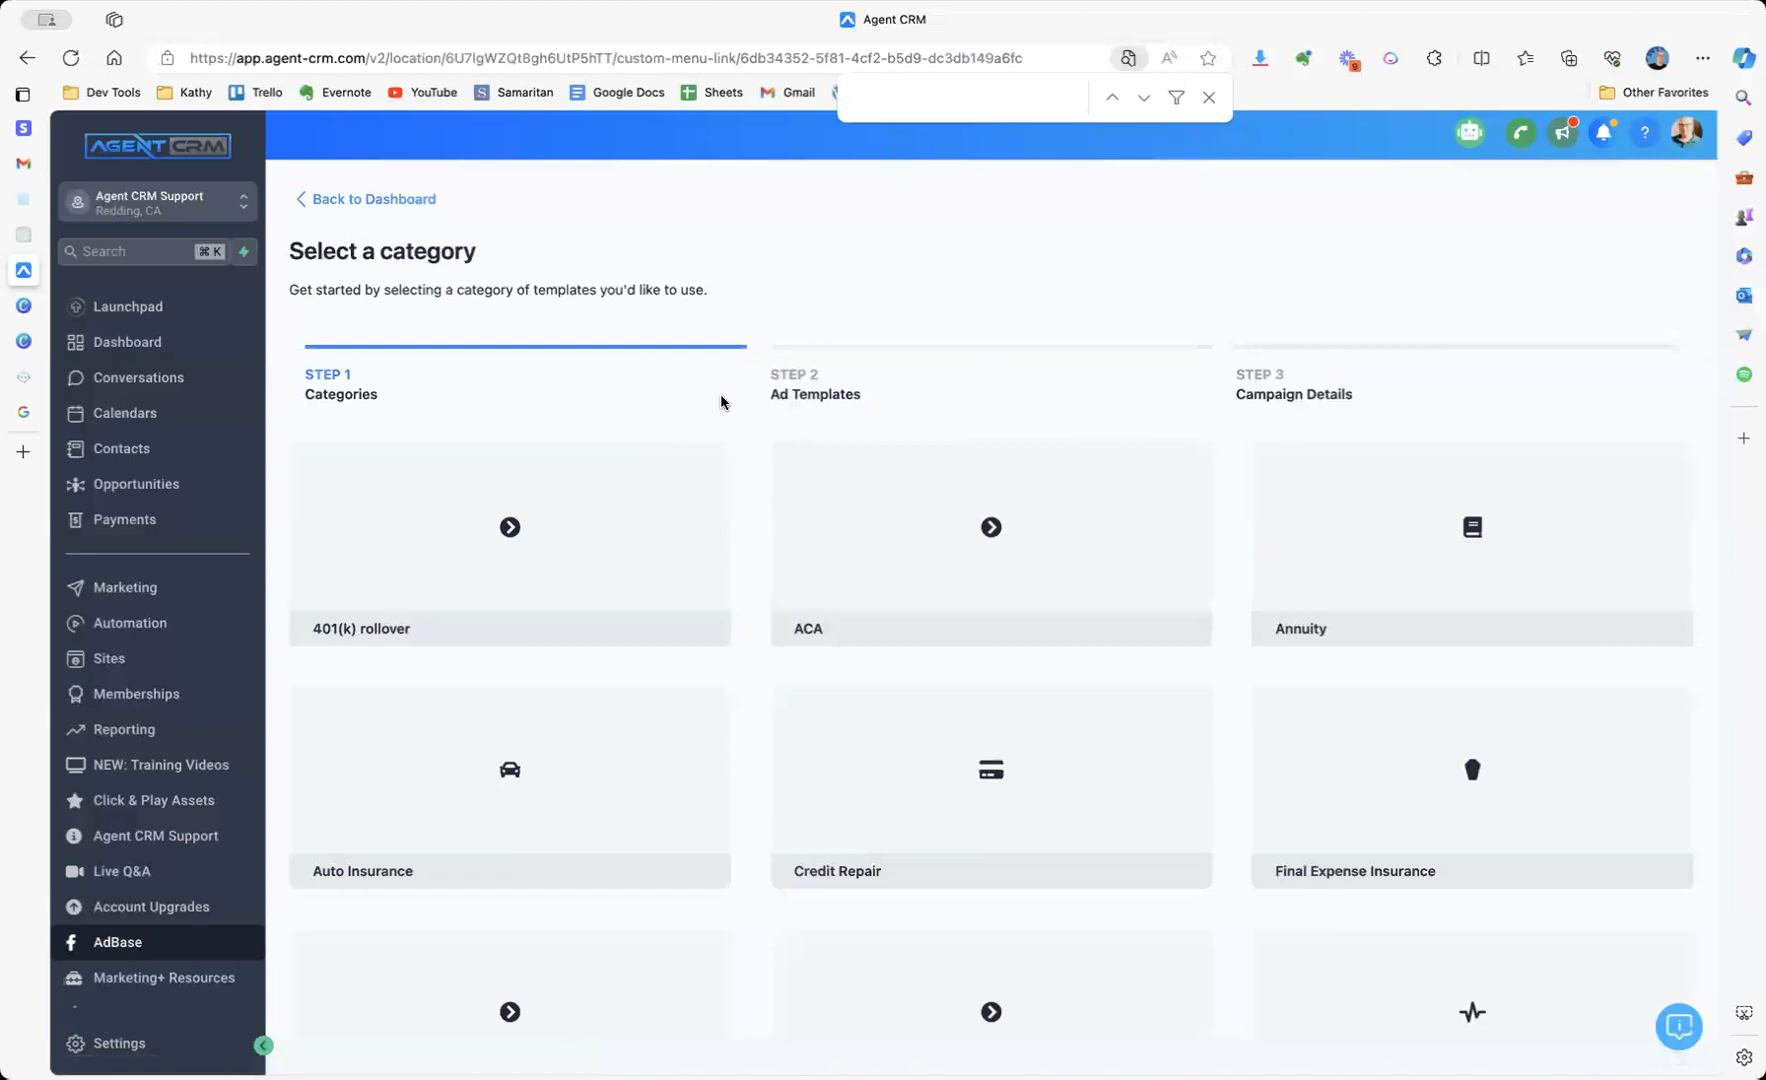 Agent CRM
https://app.agent-crm.com/v2/location/6U7lgWZQt8gh6UtP5hTT/custom-menu-link/6db34352-5f81-4cf2-b5d9-dc3db149a6fc
Dev Tools
Kathy
Trello
Evernote
YouTube
Samaritan
Google Docs
Sheets
Gmail
Other Favorites
AGENT CRM
Agent CRM Support
Redding, CA
Search
⌘ K
Launchpad
Dashboard
Conversations
Calendars
Contacts
Opportunities
Payments
Marketing
Automation
Sites
Memberships
Reporting
NEW: Training Videos
Click & Play Assets
Agent CRM Support
Live Q&A
Account Upgrades
AdBase
Marketing+ Resources
Settings
Back to Dashboard
Select a category
Get started by selecting a category of templates you'd like to use.
STEP 1
Categories
STEP 2
Ad Templates
STEP 3
Campaign Details
401(k) rollover
ACA
Annuity
Auto Insurance
Credit Repair
Final Expense Insurance